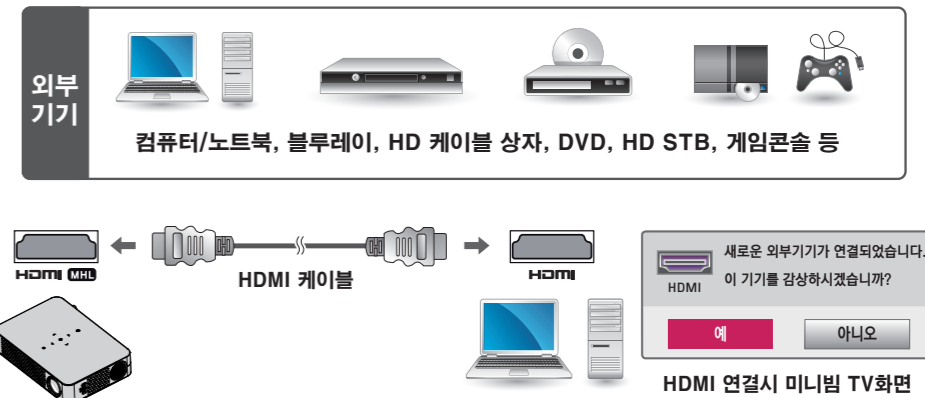 외부
기기
컴퓨터/노트북, 블루레이, HD 케이블 상자, DVD, HD STB, 게임콘솔 등
HDMI MHL
HDMI 케이블
HDMI
HDMI
새로운 외부기기가 연결되었습니다.
이 기기를 감상하시겠습니까?
예
아니오
HDMI 연결시 미니빔 TV화면